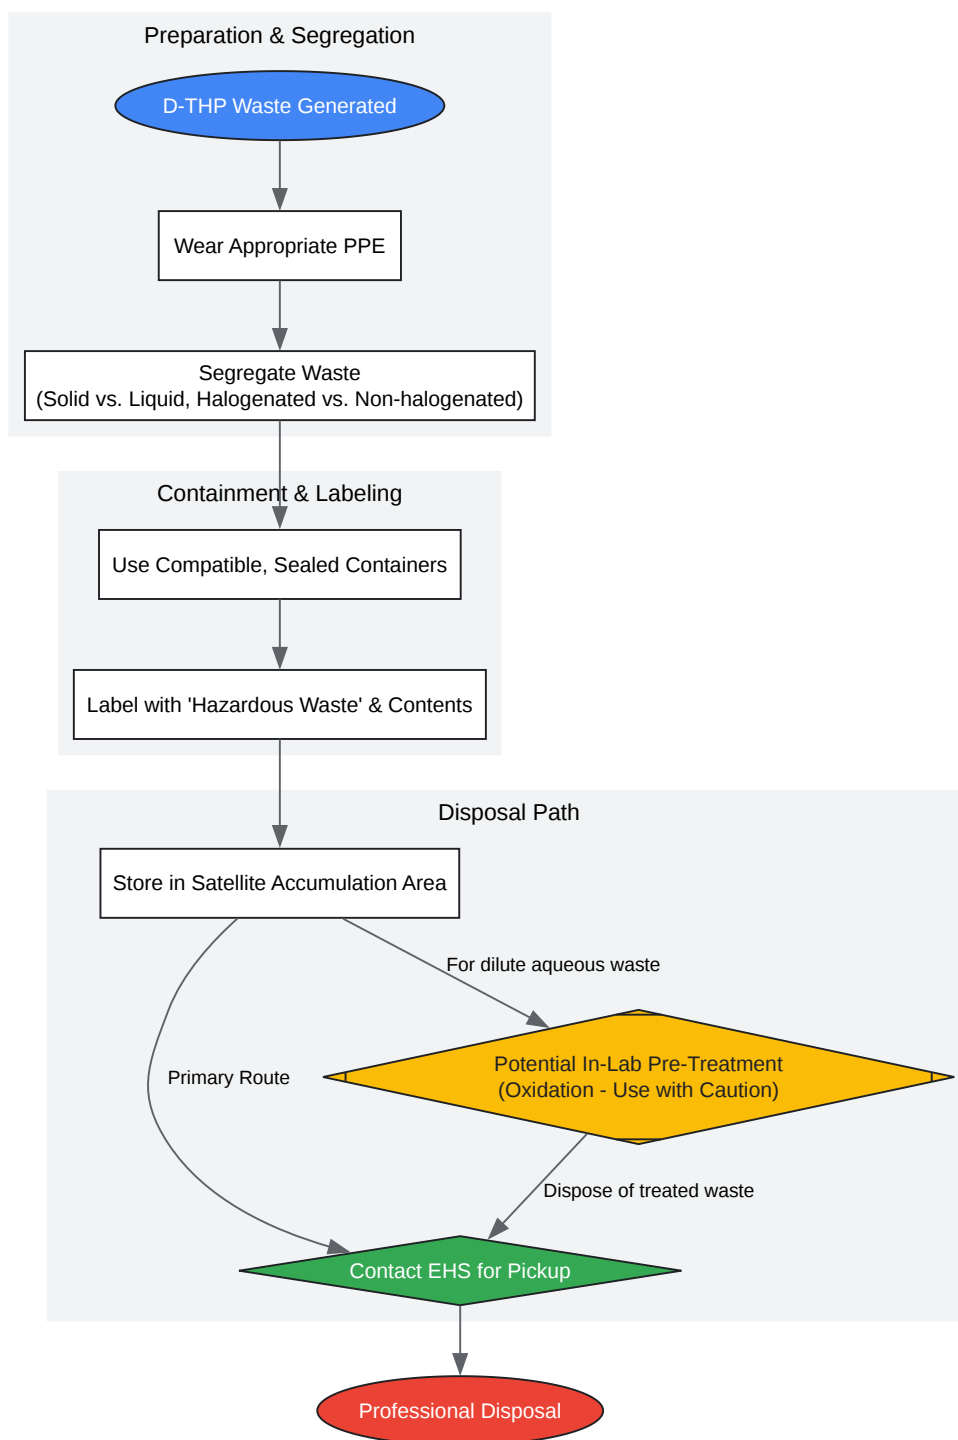 Preparation & Segregation
D-THP Waste Generated
Wear Appropriate PPE
Segregate Waste
(Solid vs. Liquid, Halogenated vs. Non-halogenated)
Containment & Labeling
Use Compatible, Sealed Containers
Label with 'Hazardous Waste' & Contents
Disposal Path
Store in Satellite Accumulation Area
For dilute aqueous waste
Primary Route
Potential In-Lab Pre-Treatment
(Oxidation - Use with Caution)
Dispose of treated waste
Contact EHS for Pickup
Professional Disposal